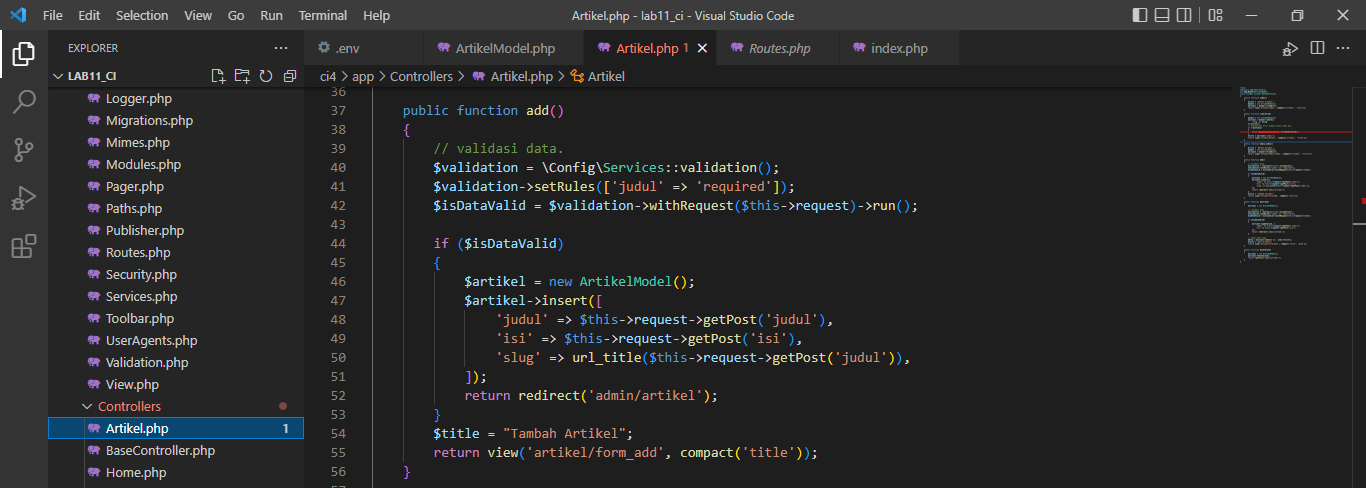 File Edit Selection View Go Run Terminal Help
Artikel.php - lab11_ci - Visual Studio Code
EXPLORER
LAB11_CI
Logger.php
Migrations.php
Mimes.php
Modules.php
Pager.php
Paths.php
Publisher.php
Routes.php
Security.php
Services.php
Toolbar.php
UserAgents.php
Validation.php
View.php
Controllers
Artikel.php 1
BaseController.php
Home.php
.env ArtikelModel.php Artikel.php 1 Routes.php index.php
ci4 > app > Controllers > Artikel.php > Artikel
36
37 public function add()
38 {
39 // validasi data.
40 $validation = \Config\Services::validation();
41 $validation->setRules(['judul' => 'required']);
42 $isDataValid = $validation->withRequest($this->request)->run();
43
44 if ($isDataValid)
45 {
46 $artikel = new ArtikelModel();
47 $artikel->insert([
48 'judul' => $this->request->getPost('judul'),
49 'isi' => $this->request->getPost('isi'),
50 'slug' => url_title($this->request->getPost('judul')),
51 ]);
52 return redirect('admin/artikel');
53 }
54 $title = "Tambah Artikel";
55 return view('artikel/form_add', compact('title'));
56 }